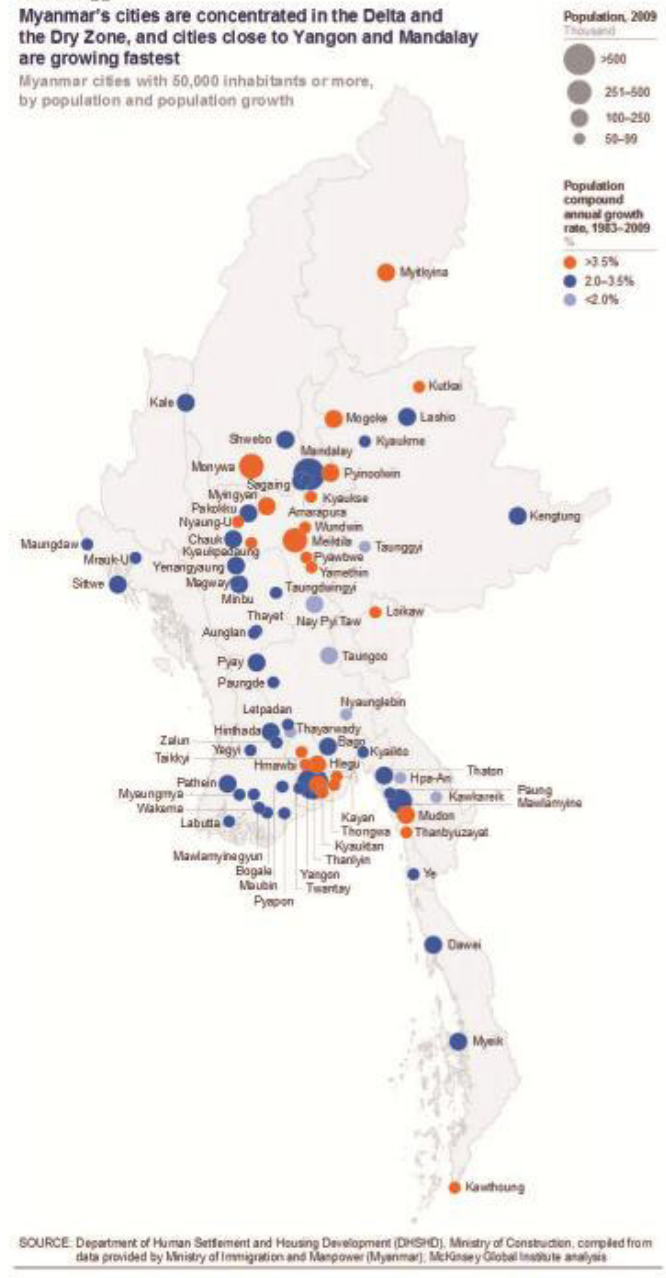 Myanmar's cities are concentrated in the Delta and
the Dry Zone, and cities close to Yangon and Mandalay
are growing fastest
Myanmar cities with 50,000 inhabitants or more,
by population and population growth
Population, 2009
Thousand
>500
251–500
100–250
50–99
Population
compound
annual growth
rate, 1983–2009
%
>3.5%
2.0–3.5%
<2.0%
Myitkyina
Kutkai
Kale
Mogoke
Lashio
Shwebo
Kyaukme
Mandalay
Monywa
Pyinoolwin
Sagaing
Myingyan
Kyaukse
Pakokku
Amarapura
Kengtung
Nyaung-U
Wundwin
Chauk
Meiktila
Maungdaw
Taunggyi
Kyaukpadaung
Pyawbwe
Mrauk-U
Yenangyaung
Yamethin
Sittwe
Magway
Taungdwingyi
Minbu
Loikaw
Thayet
Nay Pyi Taw
Aunglan
Pyay
Taungoo
Paungde
Nyaunglebin
Letpadan
Hinthada
Thayarwady
Zalun
Bago
Yegyi
Kyaikto
Taikkyi
Hmawbi
Hlegu
Thaton
Pathein
Hpa-An
Paung
Myaungmya
Kawkareik
Mawlamyine
Wakema
Kayan
Mudon
Labutta
Thongwa
Thanbyuzayat
Kyauktan
Mawlamyinegyun
Thanlyin
Bogale
Yangon
Ye
Maubin
Twantay
Pyapon
Dawei
Myeik
Kawthoung
SOURCE: Department of Human Settlement and Housing Development (DHSHD), Ministry of Construction, compiled from
data provided by Ministry of Immigration and Manpower (Myanmar); McKinsey Global Institute analysis